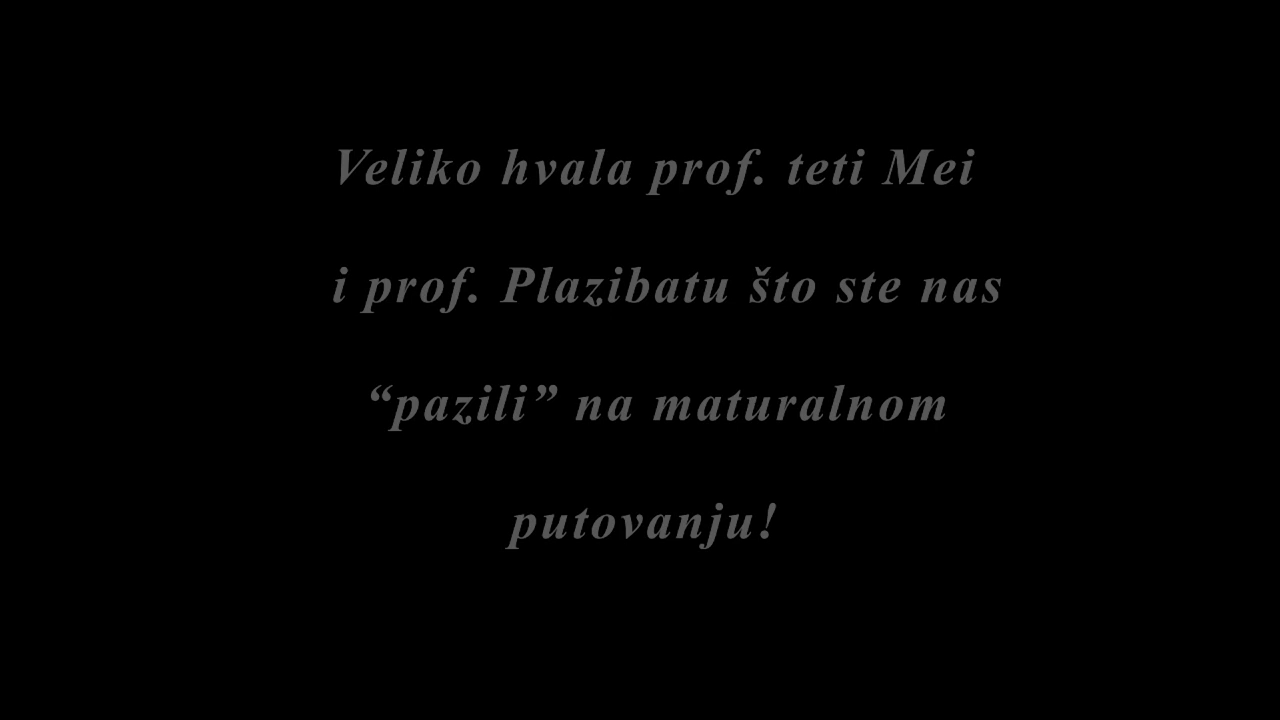 Veliko hvala prof. teti Mei
i prof. Plazibatu što ste nas
“pazili” na maturalnom
putovanju!